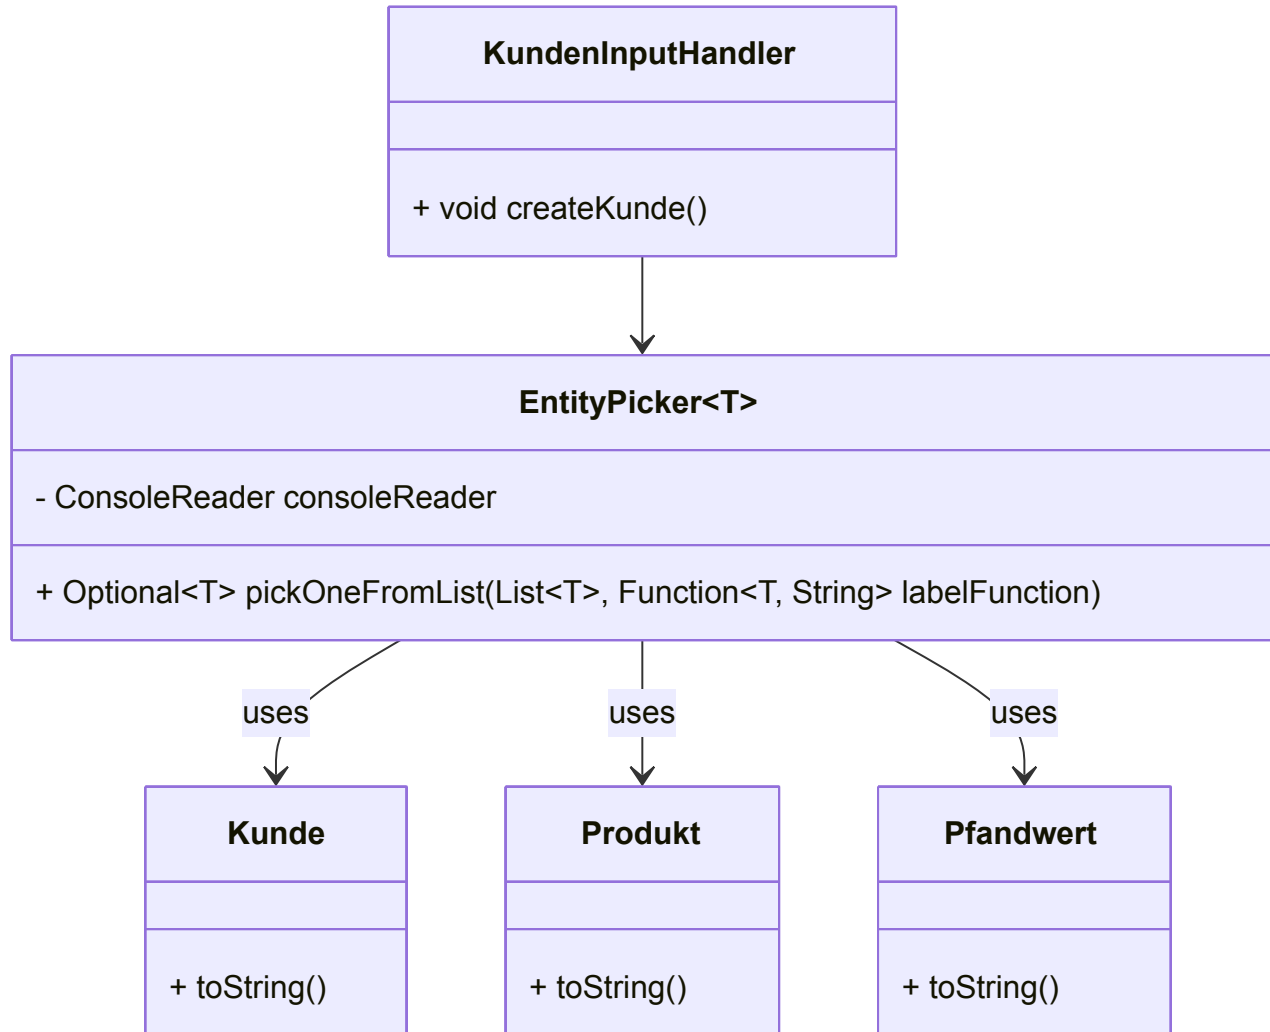 KundenInputHandler
+ void createKunde()
EntityPicker<T>
- ConsoleReader consoleReader
+ Optional<T> pickOneFromList(List<T>, Function<T, String> labelFunction)
uses
uses
uses
Kunde
+ toString()
Produkt
+ toString()
Pfandwert
+ toString()